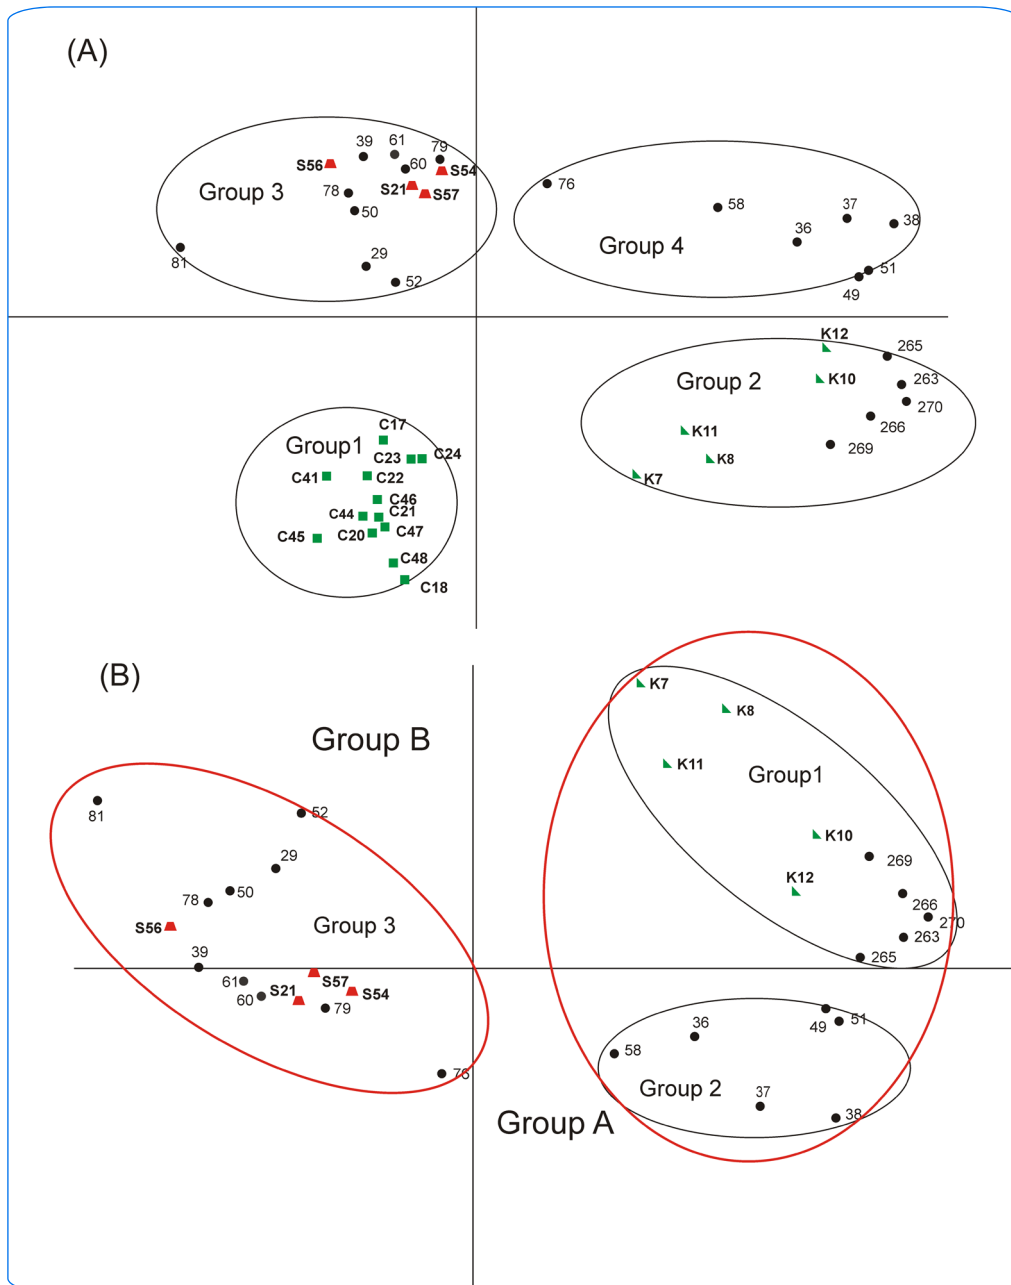 (A)
39
61
79
S56
60
S54
Group 3
78
S21
S57
50
81
29
52
76
58
37
38
36
Group 4
51
49
K12
265
Group 2
K10
263
270
266
K11
269
K8
K7
C17
Group1
C23
C24
C41
C22
C46
C44
C21
C45
C20
C47
C48
C18
(B)
K7
K8
Group B
K11
Group1
81
52
K10
29
269
K12
78
50
266
S56
Group 3
270
263
39
265
61
S57
60
S21
S54
79
36
49
51
58
76
Group 2
37
38
Group A